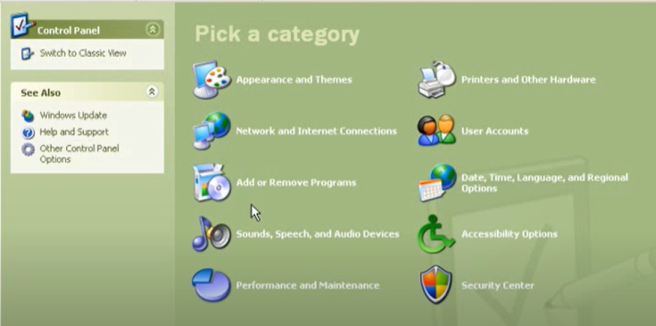 Control Panel
Switch to Classic View
See Also
Windows Update
Help and Support
Other Control Panel
Options
Pick a category
Appearance and Themes
Printers and Other Hardware
Network and Internet Connections
User Accounts
Add or Remove Programs
Date, Time, Language, and Regional
Options
Sounds, Speech, and Audio Devices
Accessibility Options
Performance and Maintenance
Security Center